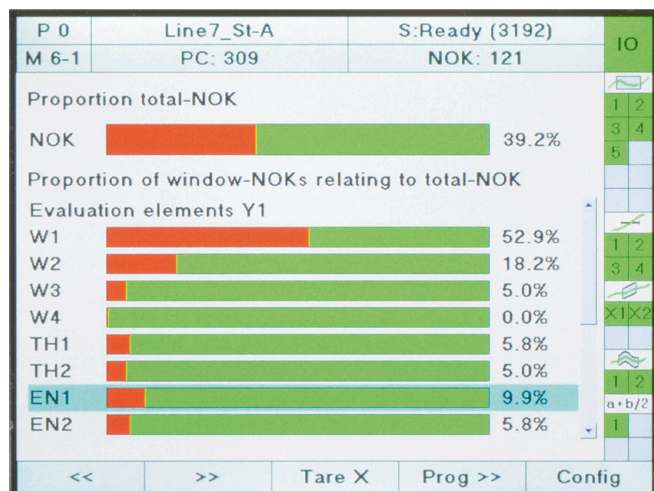 P 0 Line7_St-A S:Ready (3192) IO
M 6-1 PC: 309 NOK: 121
Proportion total-NOK
NOK 39.2%
Proportion of window-NOKs relating to total-NOK
Evaluation elements Y1
W1 52.9%
W2 18.2%
W3 5.0%
W4 0.0%
TH1 5.8%
TH2 5.0%
EN1 9.9%
EN2 5.8%
1 2
3 4
5
1 2
3 4
X1 X2
1 2
a+b/2
1
<< >> Tare X Prog >> Config